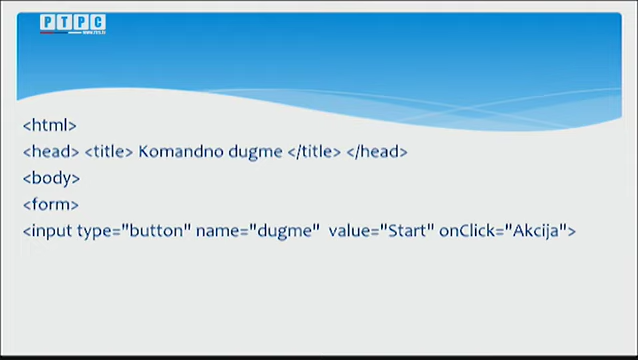 РТРС
<html>
<head> <title> Komandno dugme </title> </head>
<body>
<form>
<input type="button" name="dugme"  value="Start" onClick="Akcija">